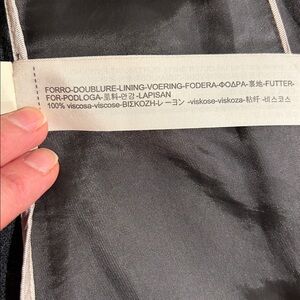 FORRO-DOUBLURE-LINING-VOERING-FODERA-ΦΟΔΡΑ-裏地-FUTTER-
FOR-PODLOGA-里料-안감-LAPISAN
100% viscosa-viscose-ΒΙΣΚΟΖΗ-レーヨン-viskose-viskoza-粘纤-비스코스